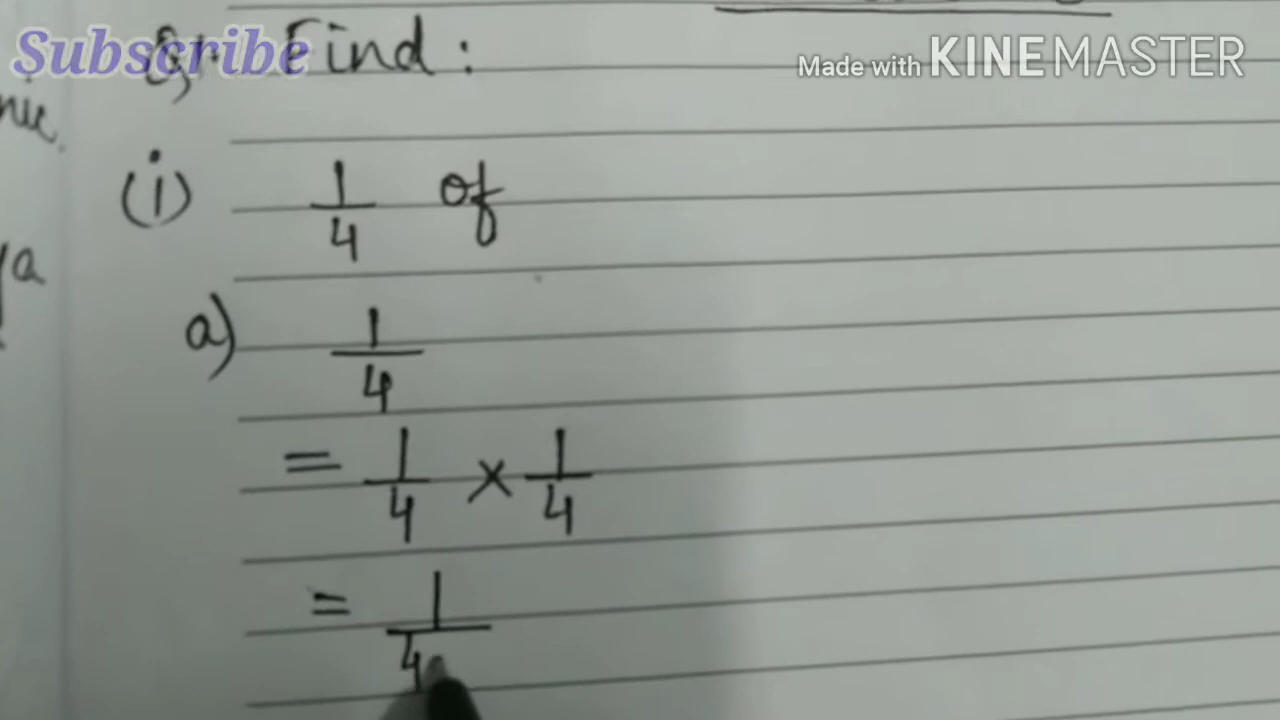 Subscribe
Find :
Made with KINEMASTER
(i) 1/4 of
a) 1/4
= 1/4 × 1/4
= 1/4